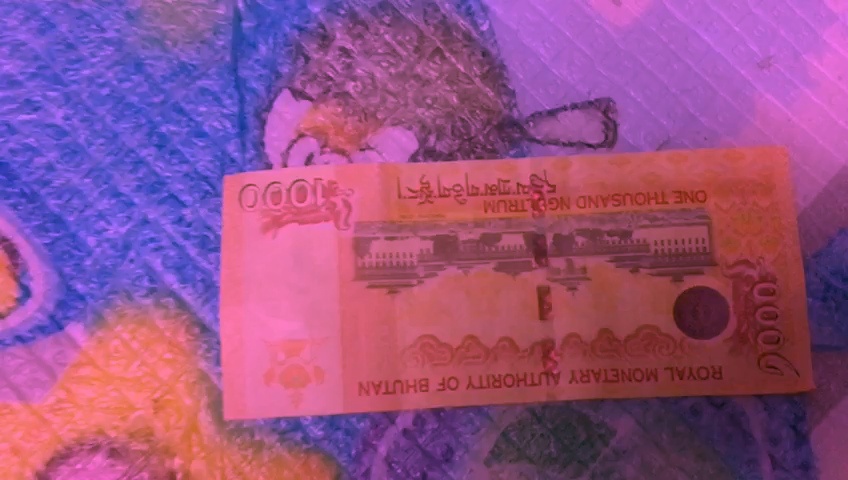 ROYAL MONETARY AUTHORITY OF BHUTAN
1000
ONE THOUSAND NGULTRUM
1000